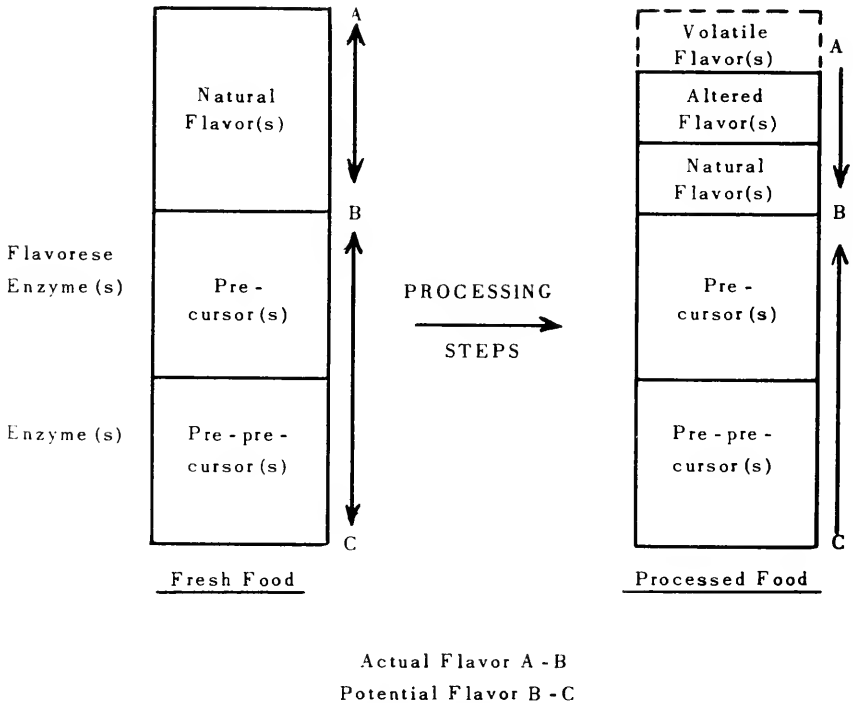 A
Natural
Flavor(s)
B
Flavorese
Enzyme(s)
Pre-
cursor(s)
Enzyme(s)
Pre-pre-
cursor(s)
C
Fresh Food
PROCESSING
STEPS
Volatile
Flavor(s)
A
Altered
Flavor(s)
Natural
Flavor(s)
B
Pre-
cursor(s)
Pre-pre-
cursor(s)
C
Processed Food
Actual Flavor A-B
Potential Flavor B-C